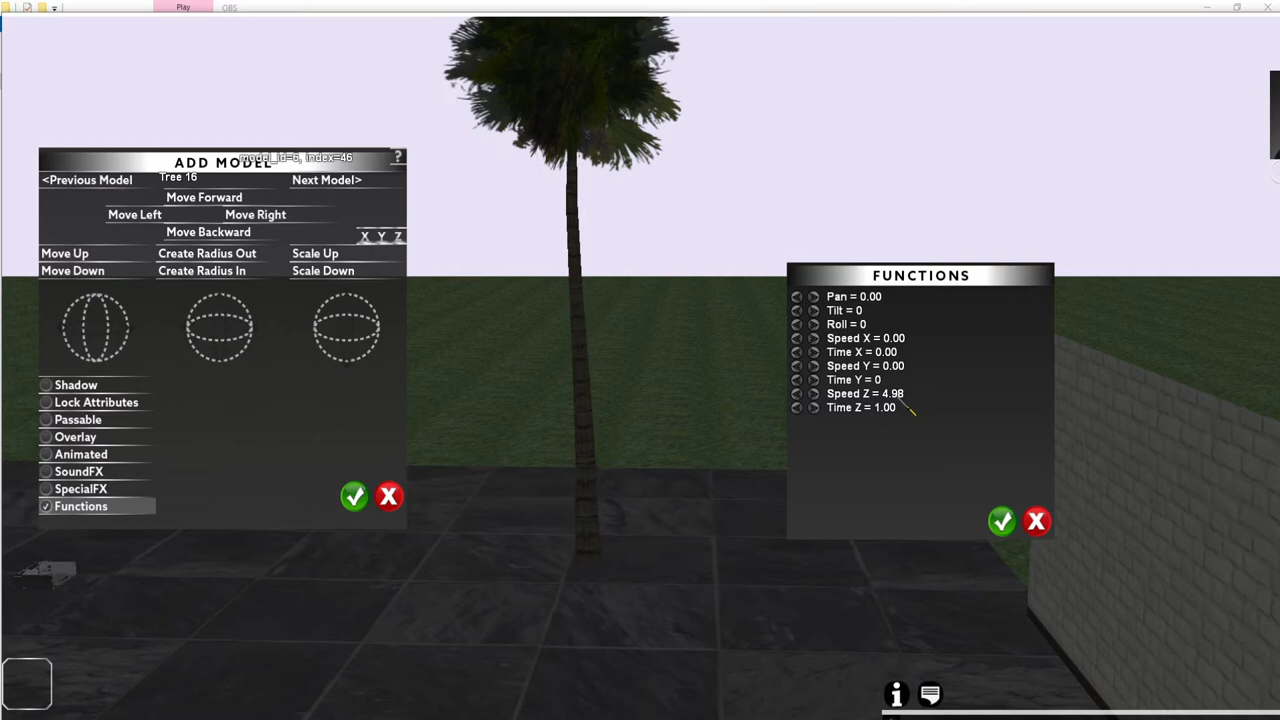 Play
OBS
ADD MODEL
model_id=6, index=46
?
<Previous Model
Tree 16
Next Model>
Move Forward
Move Left
Move Right
Move Backward
X Y Z
Move Up
Create Radius Out
Scale Up
Move Down
Create Radius In
Scale Down
Shadow
Lock Attributes
Passable
Overlay
Animated
SoundFX
SpecialFX
Functions
FUNCTIONS
Pan = 0.00
Tilt = 0
Roll = 0
Speed X = 0.00
Time X = 0.00
Speed Y = 0.00
Time Y = 0
Speed Z = 4.98
Time Z = 1.00